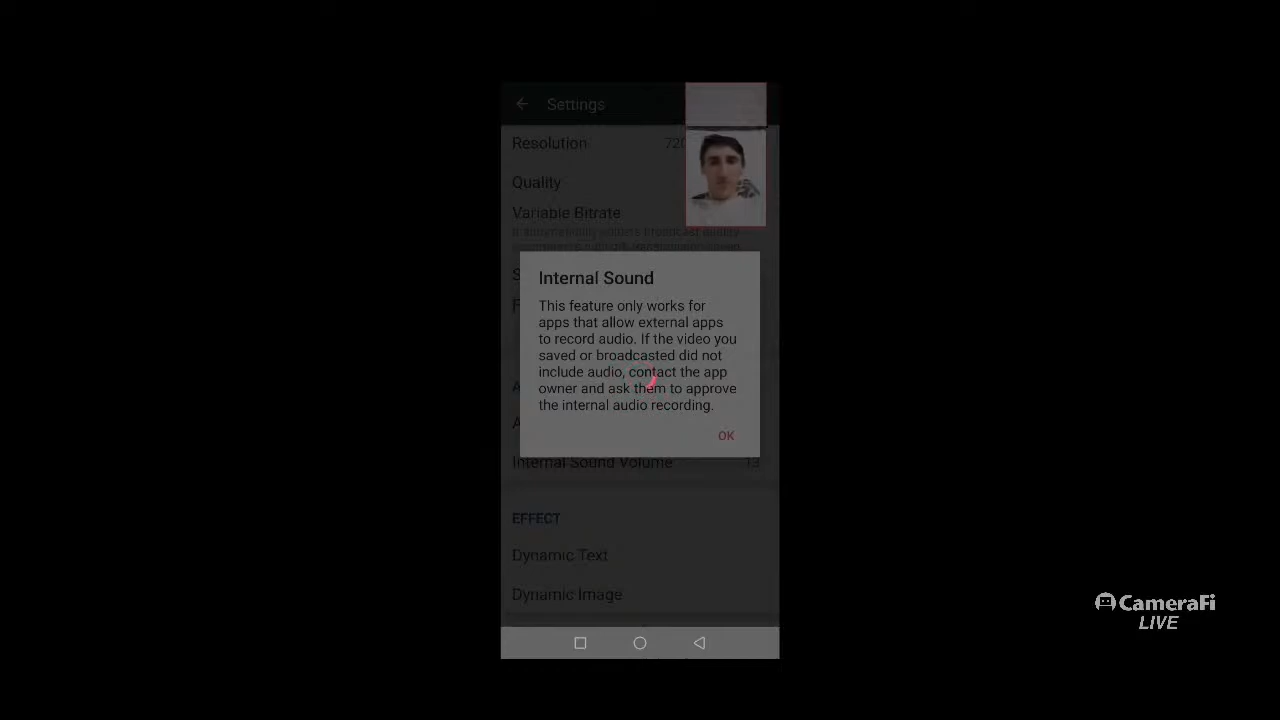 Settings
Resolution
720
Quality
Variable Bitrate
Internal Sound
This feature only works for
apps that allow external apps
to record audio. If the video you
saved or broadcasted did not
include audio, contact the app
owner and ask them to approve
the internal audio recording.
OK
Internal Sound Volume
13
EFFECT
Dynamic Text
Dynamic Image
CameraFi
LIVE